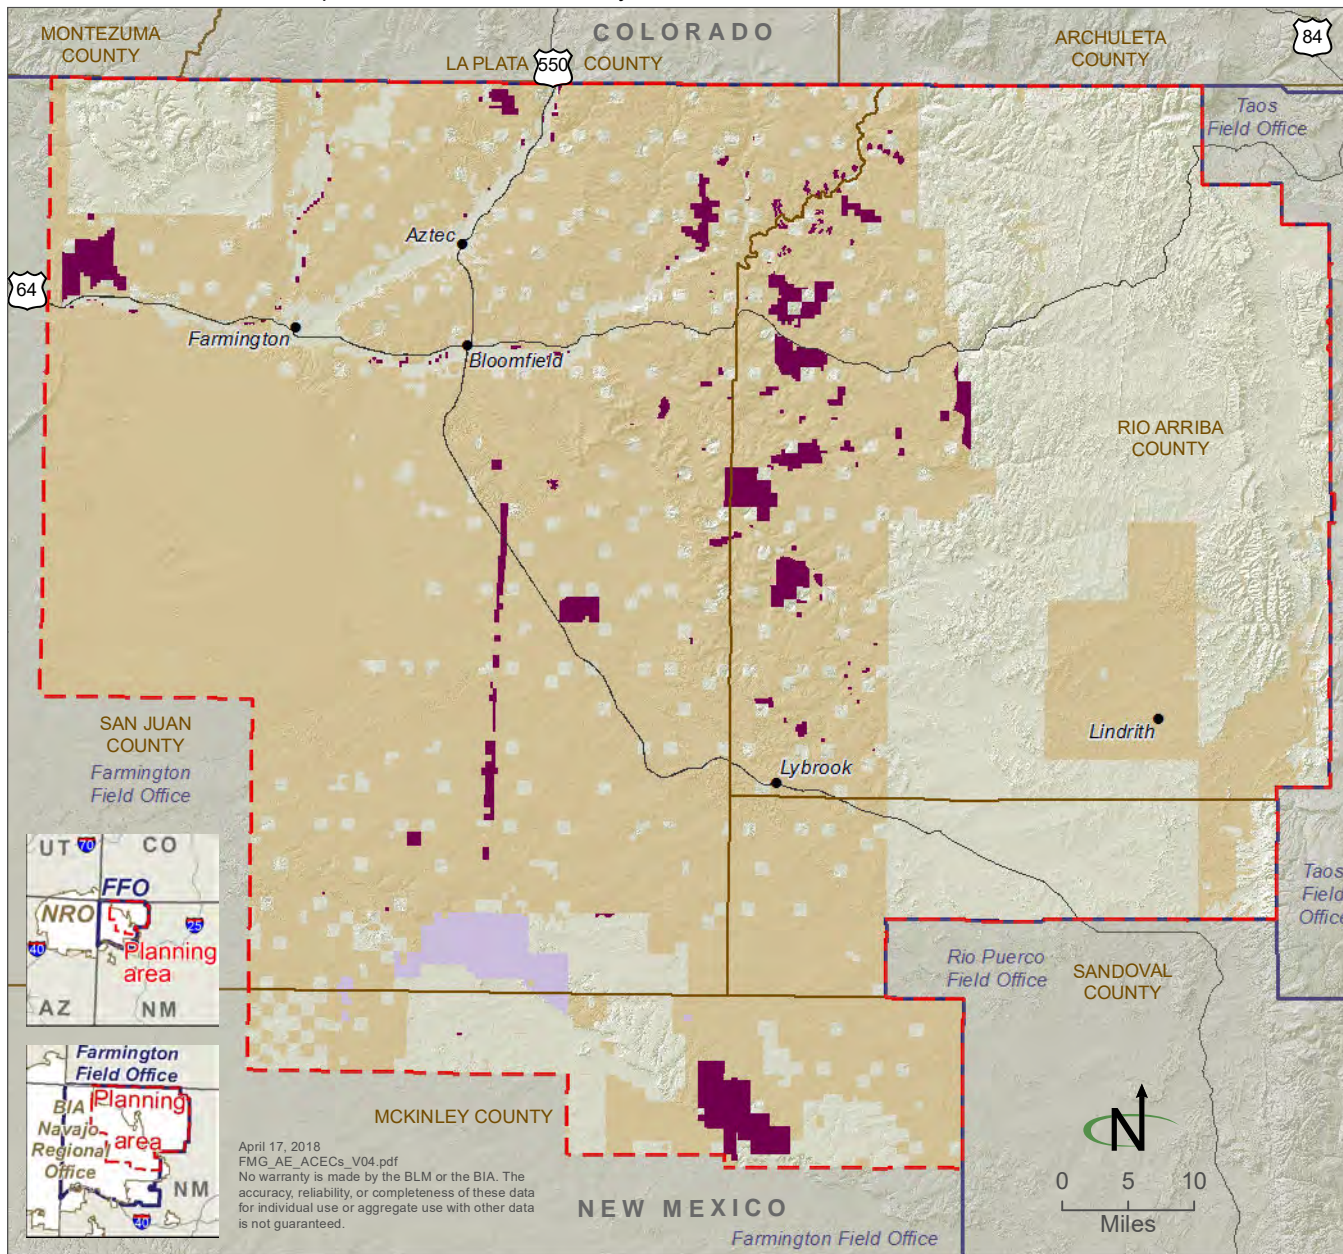 COLORADO
MONTEZUMA
COUNTY
LA PLATA
550
COUNTY
ARCHULETA
COUNTY
84
Taos
Field Office
Aztec
64
Farmington
Bloomfield
RIO ARRIBA
COUNTY
SAN JUAN
COUNTY
Farmington
Field Office
Lindrith
Lybrook
UT
70
CO
FFO
NRO
25
40
Planning
area
AZ
NM
Taos
Field
Office
Rio Puerco
Field Office
SANDOVAL
COUNTY
Farmington
Field Office
Planning
area
BIA
Navajo
Regional
Office
NM
40
MCKINLEY COUNTY
April 17, 2018
FMG_AE_ACECs_V04.pdf
No warranty is made by the BLM or the BIA. The
accuracy, reliability, or completeness of these data
for individual use or aggregate use with other data
is not guaranteed.
NEW MEXICO
Farmington Field Office
N
0 5 10
Miles